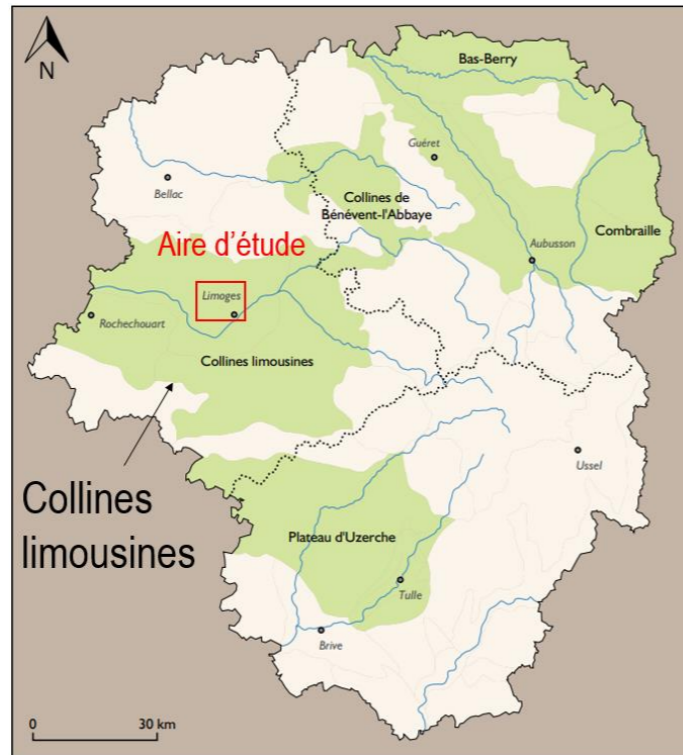 N
Bas-Berry
Guéret
Bellac
Collines de
Bénévent-l'Abbaye
Combraille
Aire d'étude
Aubusson
Limoges
Rochechouart
Collines limousines
Ussel
Collines
limousines
Plateau d'Uzerche
Tulle
Brive
0 30 km